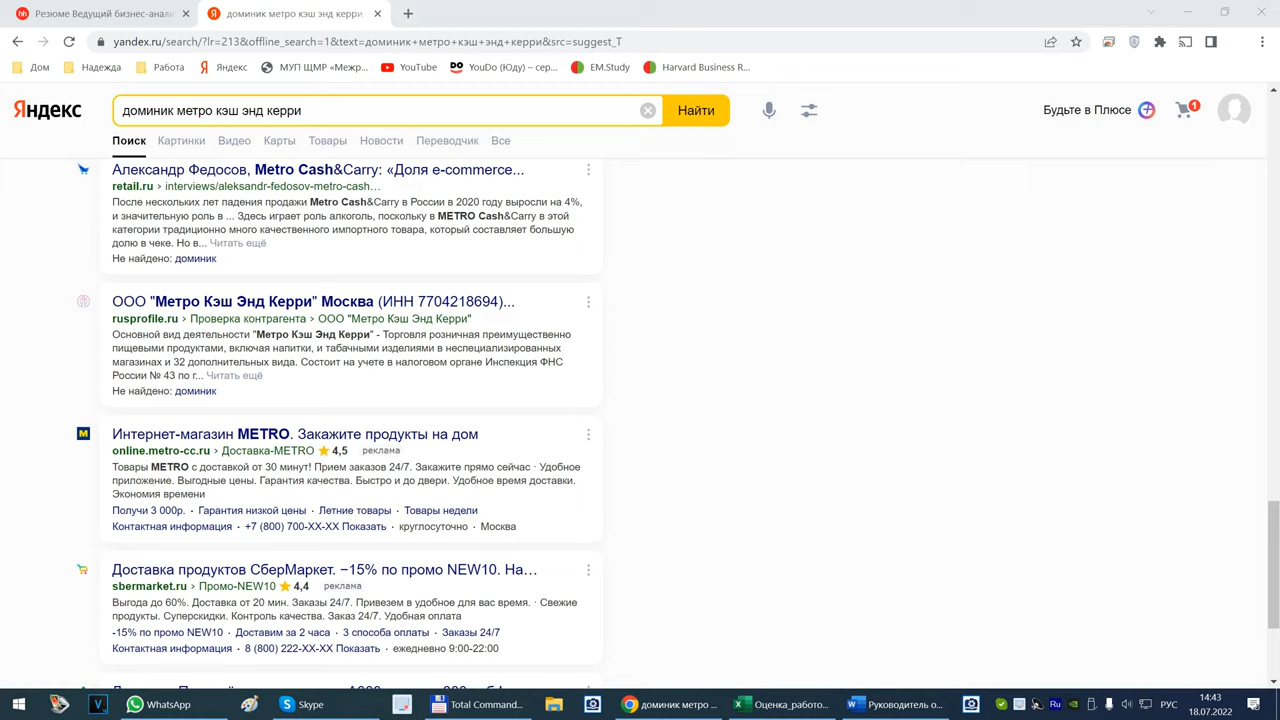 Резюме Ведущий бизнес-анали
доминик метро кэш энд керри
yandex.ru/search/?lr=213&offline_search=1&text=доминик+метро+кэш+энд+керри&src=suggest_T
Дом
Надежда
Работа
Яндекс
МУП ЩМР «Межр...
YouTube
YouDo (Юду) – сер...
EM.Study
Harvard Business R...
Яндекс
доминик метро кэш энд керри
Найти
Будьте в Плюсе
1
Поиск Картинки Видео Карты Товары Новости Переводчик Все
Александр Федосов, Metro Cash&Carry: «Доля e-commerce...
retail.ru › interviews/aleksandr-fedosov-metro-cash…
После нескольких лет падения продажи Metro Cash&Carry в России в 2020 году выросли на 4%,
и значительную роль в ... Здесь играет роль алкоголь, поскольку в METRO Cash&Carry в этой
категории традиционно много качественного импортного товара, который составляет большую
долю в чеке. Но в... Читать ещё
Не найдено: доминик
ООО "Метро Кэш Энд Керри" Москва (ИНН 7704218694)...
rusprofile.ru › Проверка контрагента › ООО "Метро Кэш Энд Керри"
Основной вид деятельности "Метро Кэш Энд Керри" - Торговля розничная преимущественно
пищевыми продуктами, включая напитки, и табачными изделиями в неспециализированных
магазинах и 32 дополнительных вида. Состоит на учете в налоговом органе Инспекция ФНС
России № 43 по г... Читать ещё
Не найдено: доминик
Интернет-магазин METRO. Закажите продукты на дом
online.metro-cc.ru › Доставка-METRO 4,5 реклама
Товары METRO с доставкой от 30 минут! Прием заказов 24/7. Закажите прямо сейчас · Удобное
приложение. Выгодные цены. Гарантия качества. Быстро и до двери. Удобное время доставки.
Экономия времени
Получи 3 000р. · Гарантия низкой цены · Летние товары · Товары недели
Контактная информация · +7 (800) 700-XX-XX Показать · круглосуточно · Москва
Доставка продуктов СберМаркет. −15% по промо NEW10. На…
sbermarket.ru › Промо-NEW10 4,4 реклама
Выгода до 60%. Доставка от 20 мин. Заказы 24/7. Привезем в удобное для вас время. · Свежие
продукты. Суперскидки. Контроль качества. Заказ 24/7. Удобная оплата
-15% по промо NEW10 · Доставим за 2 часа · 3 способа оплаты · Заказы 24/7
Контактная информация · 8 (800) 222-XX-XX Показать · ежедневно 9:00-22:00
WhatsApp
Skype
Total Command...
доминик метро ...
Оценка_работо...
Руководитель о...
Ru
РУС
14:43
18.07.2022